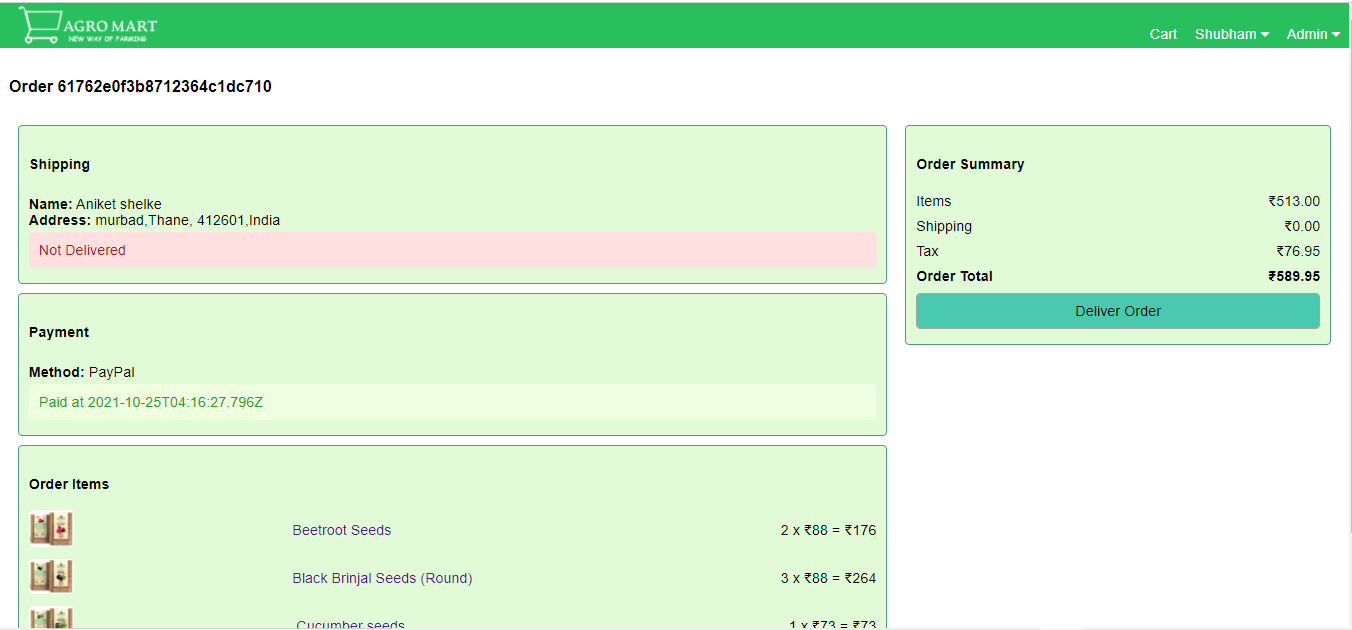 AGRO MART
NEW WAY OF FARMING
Cart Shubham Admin
Order 61762e0f3b8712364c1dc710
Shipping
Name: Aniket shelke
Address: murbad,Thane, 412601,India
Not Delivered
Payment
Method: PayPal
Paid at 2021-10-25T04:16:27.796Z
Order Items
Beetroot Seeds 2 x ₹88 = ₹176
Black Brinjal Seeds (Round) 3 x ₹88 = ₹264
Cucumber seeds 1 x ₹73 = ₹73
Order Summary
Items ₹513.00
Shipping ₹0.00
Tax ₹76.95
Order Total ₹589.95
Deliver Order